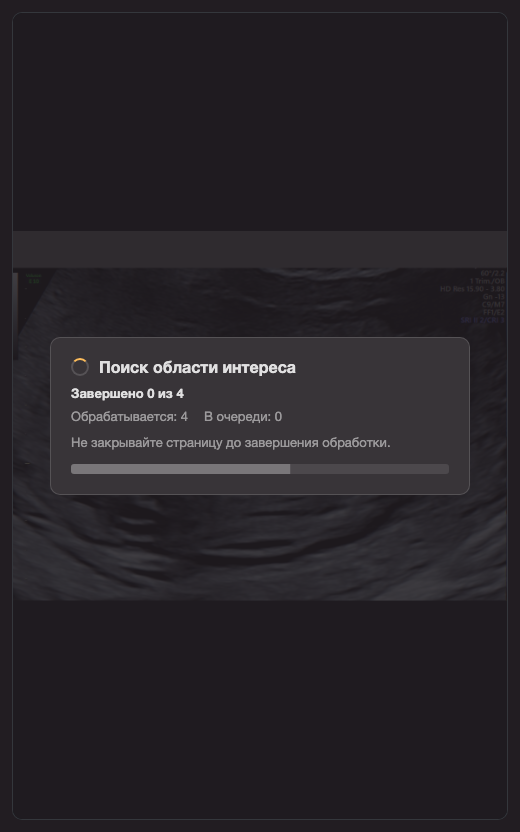 Поиск области интереса
Завершено 0 из 4
Обрабатывается: 4 В очереди: 0
Не закрывайте страницу до завершения обработки.